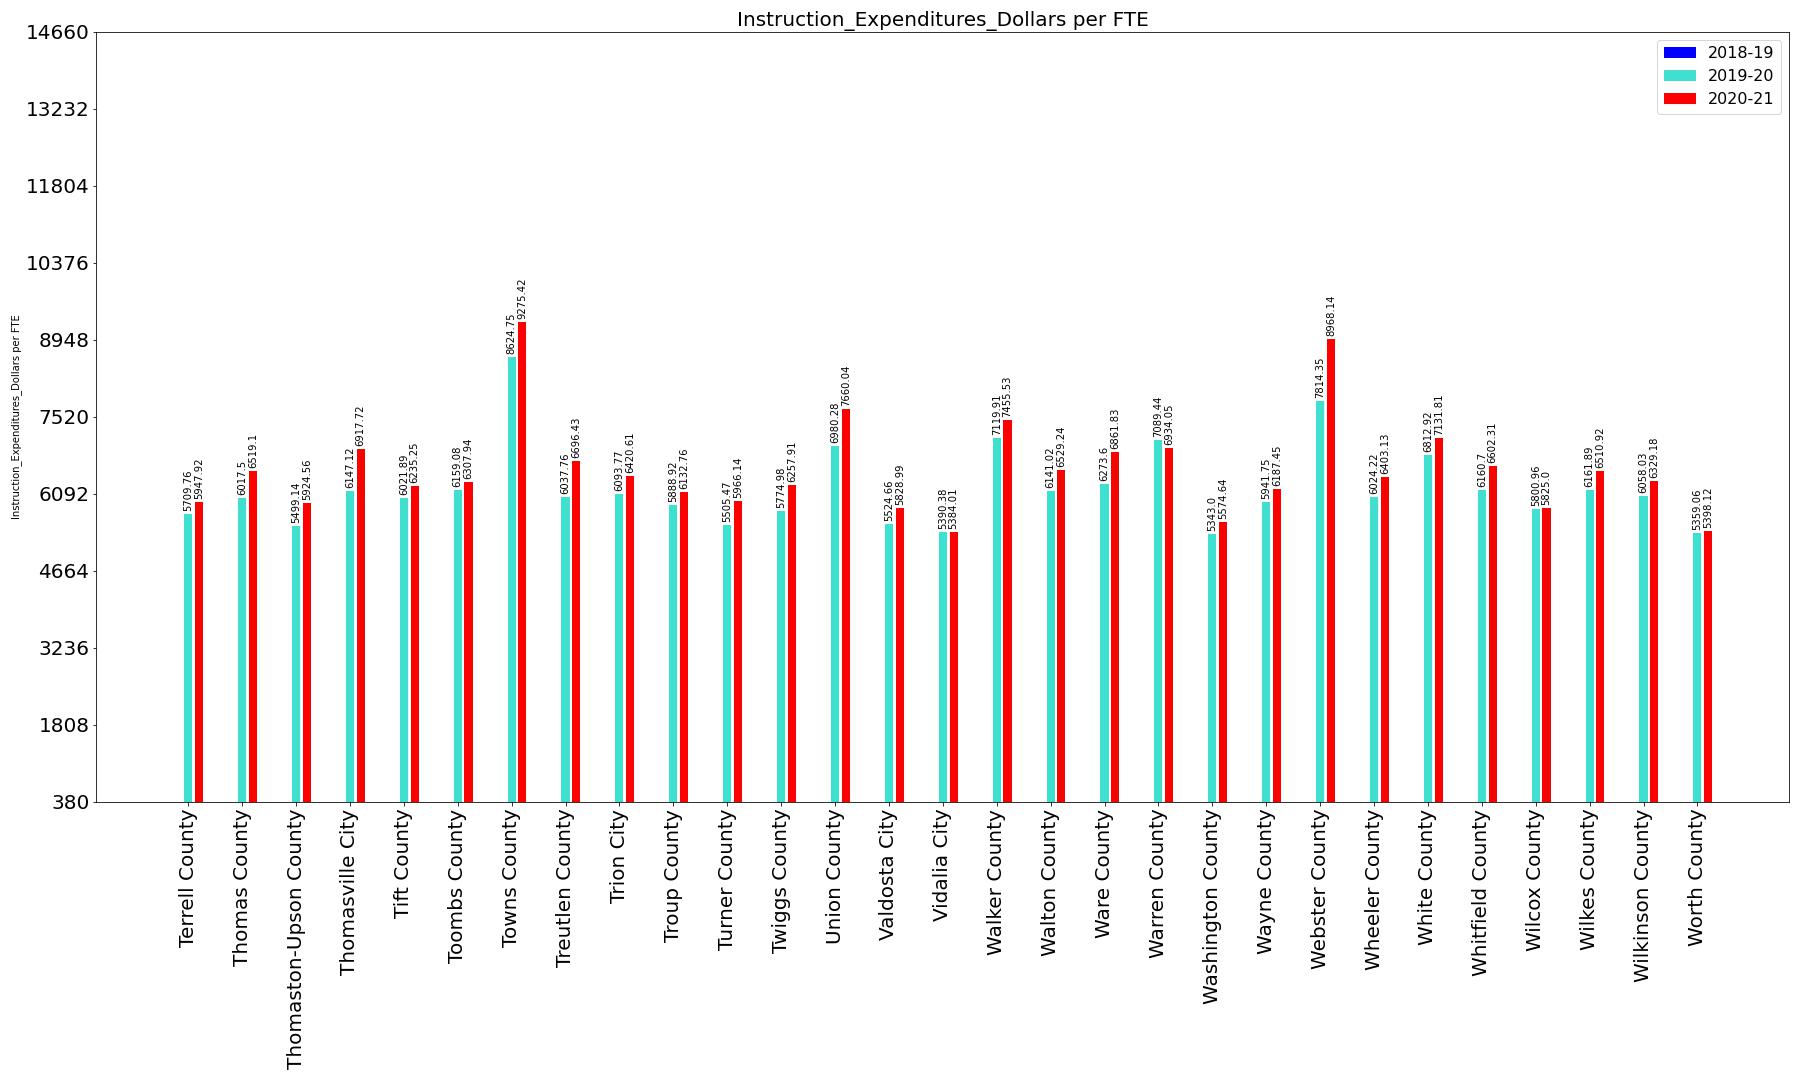 Instruction_Expenditures_Dollars per FTE
2018-19
2019-20
2020-21
Instruction_Expenditures_Dollars per FTE
14660
13232
11804
10376
8948
7520
6092
4664
3236
1808
380
5709.76
5947.92
6017.5
6519.1
5499.14
5924.56
6147.12
6917.72
6021.89
6235.25
6159.08
6307.94
8624.75
9275.42
6037.76
6696.43
6093.77
6420.61
5888.92
6132.76
5505.47
5966.14
5774.98
6257.91
6980.28
7660.04
5524.66
5828.99
5390.38
5384.01
7119.91
7455.53
6141.02
6529.24
6273.6
6861.83
7089.44
6934.05
5343.0
5574.64
5941.75
6187.45
7814.35
8968.14
6024.22
6403.13
6812.92
7131.81
6160.7
6602.31
5800.96
5825.0
6161.89
6510.92
6058.03
6329.18
5359.06
5398.12
Terrell County
Thomas County
Thomaston-Upson County
Thomasville City
Tift County
Toombs County
Towns County
Treutlen County
Trion City
Troup County
Turner County
Twiggs County
Union County
Valdosta City
Vidalia City
Walker County
Walton County
Ware County
Warren County
Washington County
Wayne County
Webster County
Wheeler County
White County
Whitfield County
Wilcox County
Wilkes County
Wilkinson County
Worth County